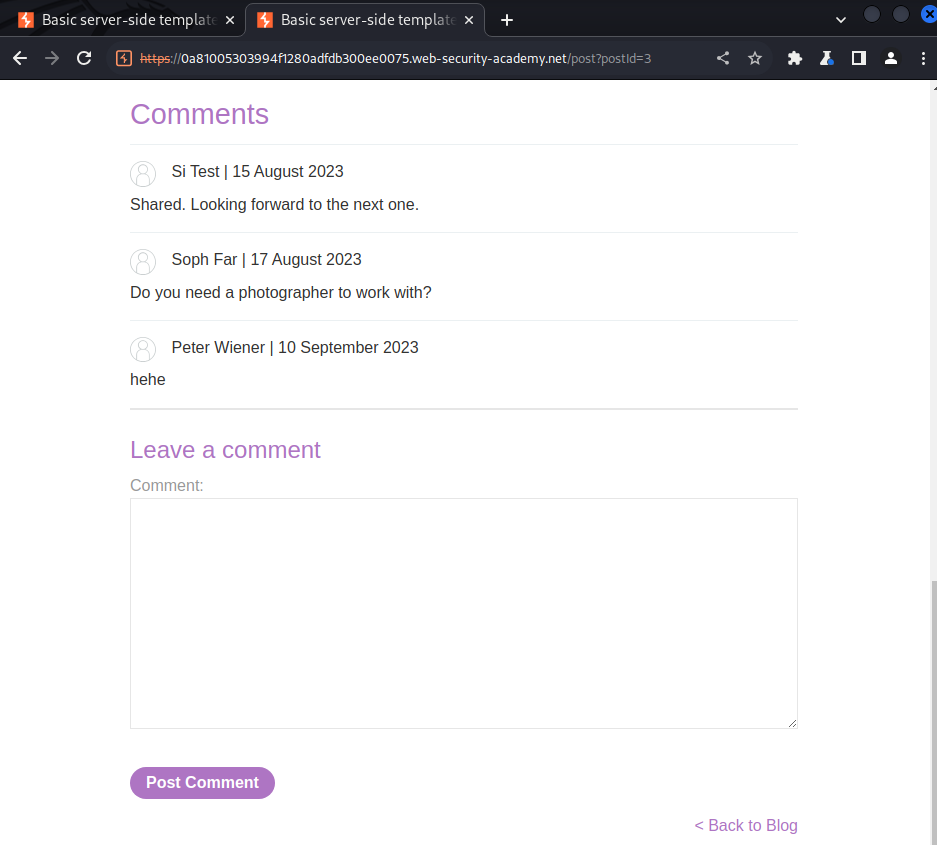 Basic server-side template
Basic server-side template
https://0a81005303994f1280adfdb300ee0075.web-security-academy.net/post?postId=3
Comments
Si Test | 15 August 2023
Shared. Looking forward to the next one.
Soph Far | 17 August 2023
Do you need a photographer to work with?
Peter Wiener | 10 September 2023
hehe
Leave a comment
Comment:
Post Comment
< Back to Blog